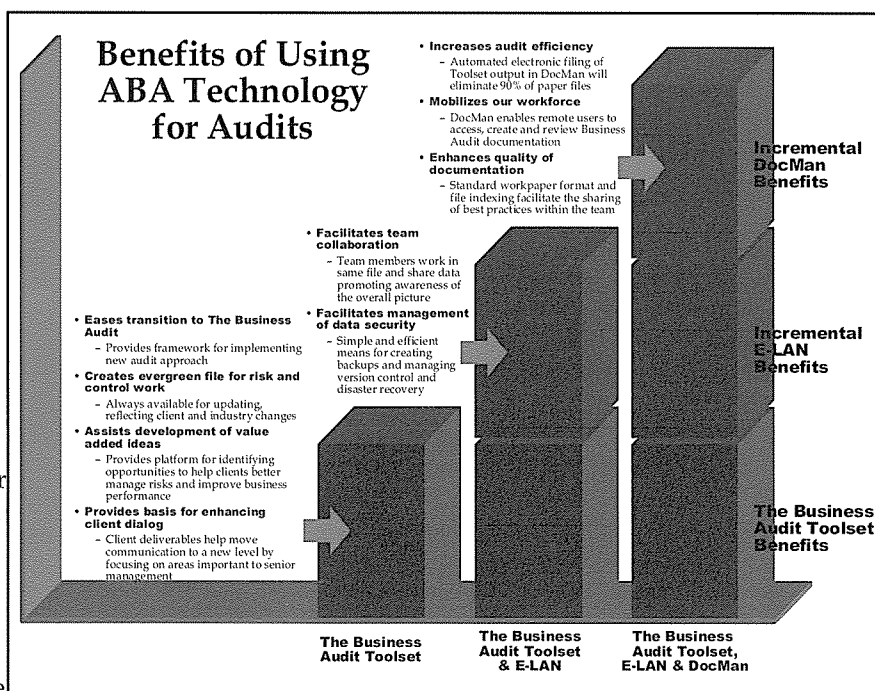 Benefits of Using
ABA Technology
for Audits
• Increases audit efficiency
– Automated electronic filing of
Toolset output in DocMan will
eliminate 90% of paper files
• Mobilizes our workforce
– DocMan enables remote users to
access, create and review Business
Audit documentation
• Enhances quality of
documentation
– Standard workpaper format and
file indexing facilitate the sharing
of best practices within the team
Incremental
DocMan
Benefits
• Facilitates team
collaboration
– Team members work in
same file and share data
promoting awareness of
the overall picture
• Facilitates management
of data security
– Simple and efficient
means for creating
backups and managing
version control and
disaster recovery
Incremental
E-LAN
Benefits
• Eases transition to The Business
Audit
– Provides framework for implementing
new audit approach
• Creates evergreen file for risk and
control work
– Always available for updating,
reflecting client and industry changes
• Assists development of value
added ideas
– Provides platform for identifying
opportunities to help clients better
manage risks and improve business
performance
• Provides basis for enhancing
client dialog
– Client deliverables help move
communication to a new level by
focusing on areas important to senior
management
The Business
Audit Toolset
Benefits
The Business
Audit Toolset
The Business
Audit Toolset
& E-LAN
The Business
Audit Toolset,
E-LAN & DocMan